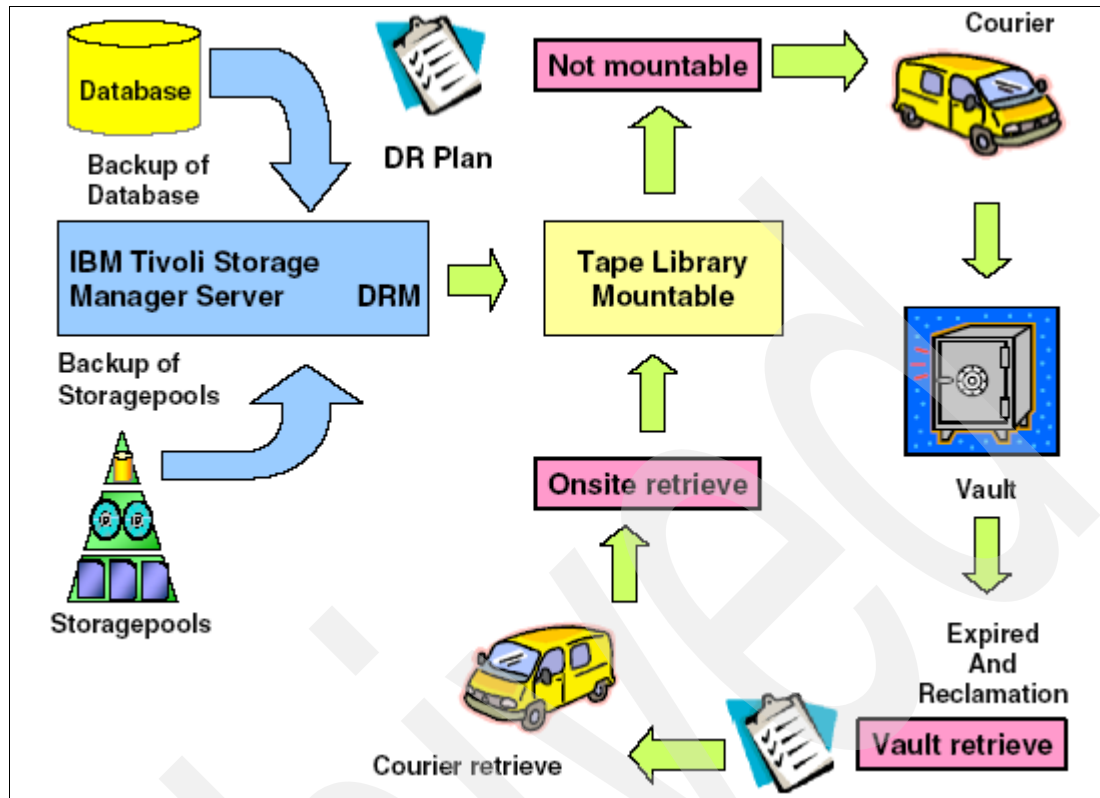 Database
Backup of
Database
DR Plan
Not mountable
Courier
IBM Tivoli Storage
Manager Server DRM
Tape Library
Mountable
Backup of
Storagepools
Storagepools
Onsite retrieve
Vault
Expired
And
Reclamation
Vault retrieve
Courier retrieve